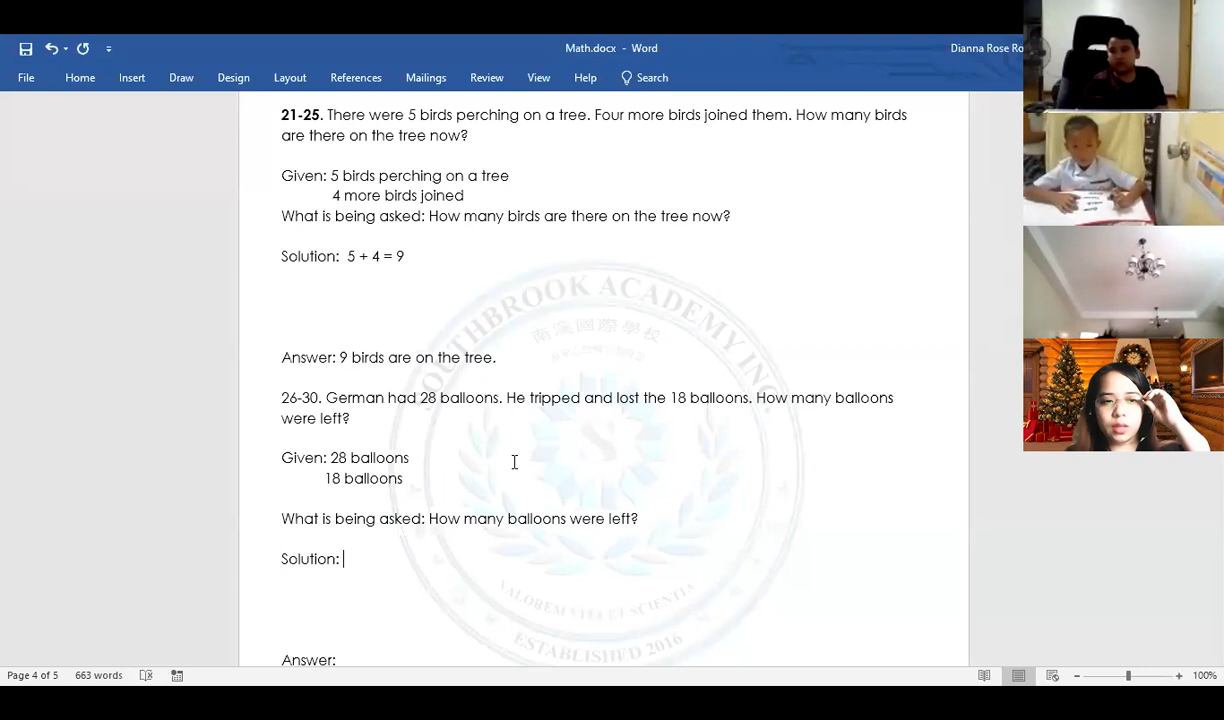 Math.docx - Word
Dianna Rose Ro
File Home Insert Draw Design Layout References Mailings Review View Help Search
21-25. There were 5 birds perching on a tree. Four more birds joined them. How many birds
are there on the tree now?
Given: 5 birds perching on a tree
4 more birds joined
What is being asked: How many birds are there on the tree now?
Solution: 5 + 4 = 9
Answer: 9 birds are on the tree.
26-30. German had 28 balloons. He tripped and lost the 18 balloons. How many balloons
were left?
Given: 28 balloons
18 balloons
What is being asked: How many balloons were left?
Solution:
Answer:
SOUTHBROOK ACADEMY INC.
S
ESTABLISHED 2016
Page 4 of 5 663 words 100%